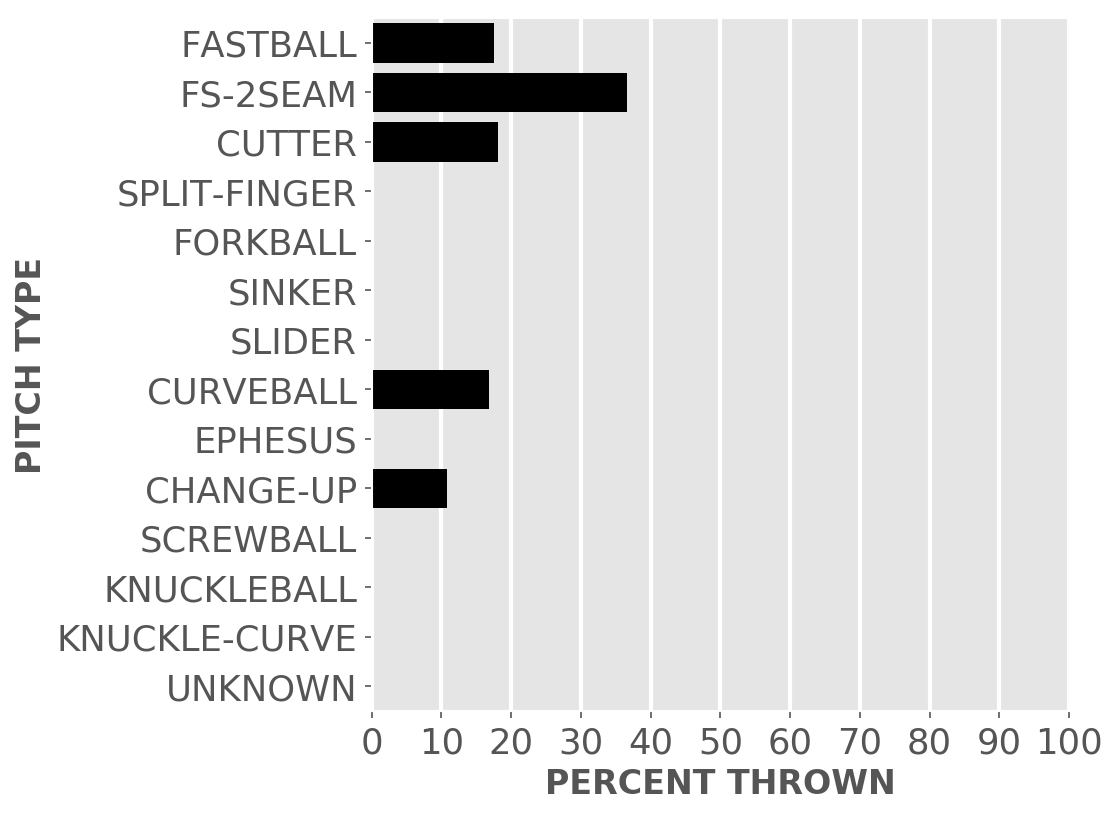 FASTBALL
FS-2SEAM
CUTTER
SPLIT-FINGER
FORKBALL
SINKER
SLIDER
CURVEBALL
EPHESUS
CHANGE-UP
SCREWBALL
KNUCKLEBALL
KNUCKLE-CURVE
UNKNOWN
PITCH TYPE
0 10 20 30 40 50 60 70 80 90 100
PERCENT THROWN